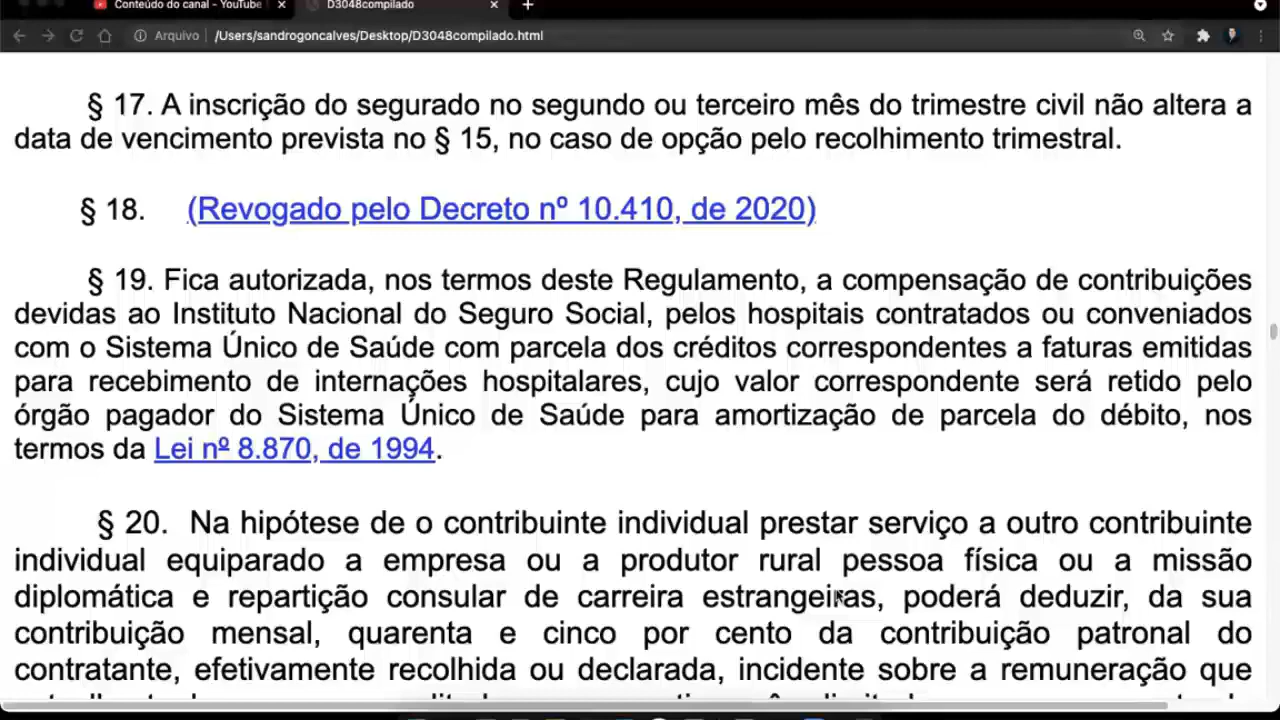 Conteúdo do canal - YouTube
D3048compilado
Arquivo
/Users/sandrogoncalves/Desktop/D3048compilado.html
§ 17. A inscrição do segurado no segundo ou terceiro mês do trimestre civil não altera a
data de vencimento prevista no § 15, no caso de opção pelo recolhimento trimestral.
§ 18. (Revogado pelo Decreto nº 10.410, de 2020)
§ 19. Fica autorizada, nos termos deste Regulamento, a compensação de contribuições
devidas ao Instituto Nacional do Seguro Social, pelos hospitais contratados ou conveniados
com o Sistema Único de Saúde com parcela dos créditos correspondentes a faturas emitidas
para recebimento de internações hospitalares, cujo valor correspondente será retido pelo
órgão pagador do Sistema Único de Saúde para amortização de parcela do débito, nos
termos da Lei nº 8.870, de 1994.
§ 20. Na hipótese de o contribuinte individual prestar serviço a outro contribuinte
individual equiparado a empresa ou a produtor rural pessoa física ou a missão
diplomática e repartição consular de carreira estrangeiras, poderá deduzir, da sua
contribuição mensal, quarenta e cinco por cento da contribuição patronal do
contratante, efetivamente recolhida ou declarada, incidente sobre a remuneração que